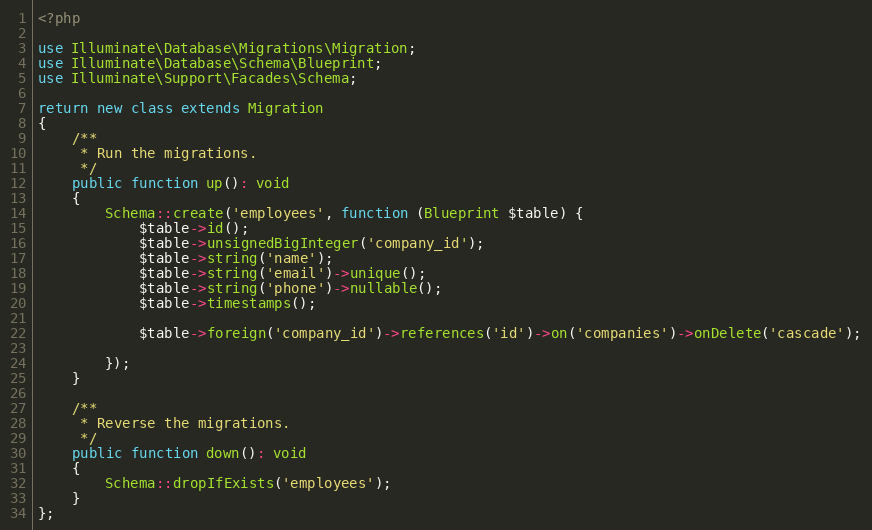 1 <?php
2
3 use Illuminate\Database\Migrations\Migration;
4 use Illuminate\Database\Schema\Blueprint;
5 use Illuminate\Support\Facades\Schema;
6
7 return new class extends Migration
8 {
9     /**
10      * Run the migrations.
11      */
12     public function up(): void
13     {
14         Schema::create('employees', function (Blueprint $table) {
15             $table->id();
16             $table->unsignedBigInteger('company_id');
17             $table->string('name');
18             $table->string('email')->unique();
19             $table->string('phone')->nullable();
20             $table->timestamps();
21
22             $table->foreign('company_id')->references('id')->on('companies')->onDelete('cascade');
23
24         });
25     }
26
27     /**
28      * Reverse the migrations.
29      */
30     public function down(): void
31     {
32         Schema::dropIfExists('employees');
33     }
34 };